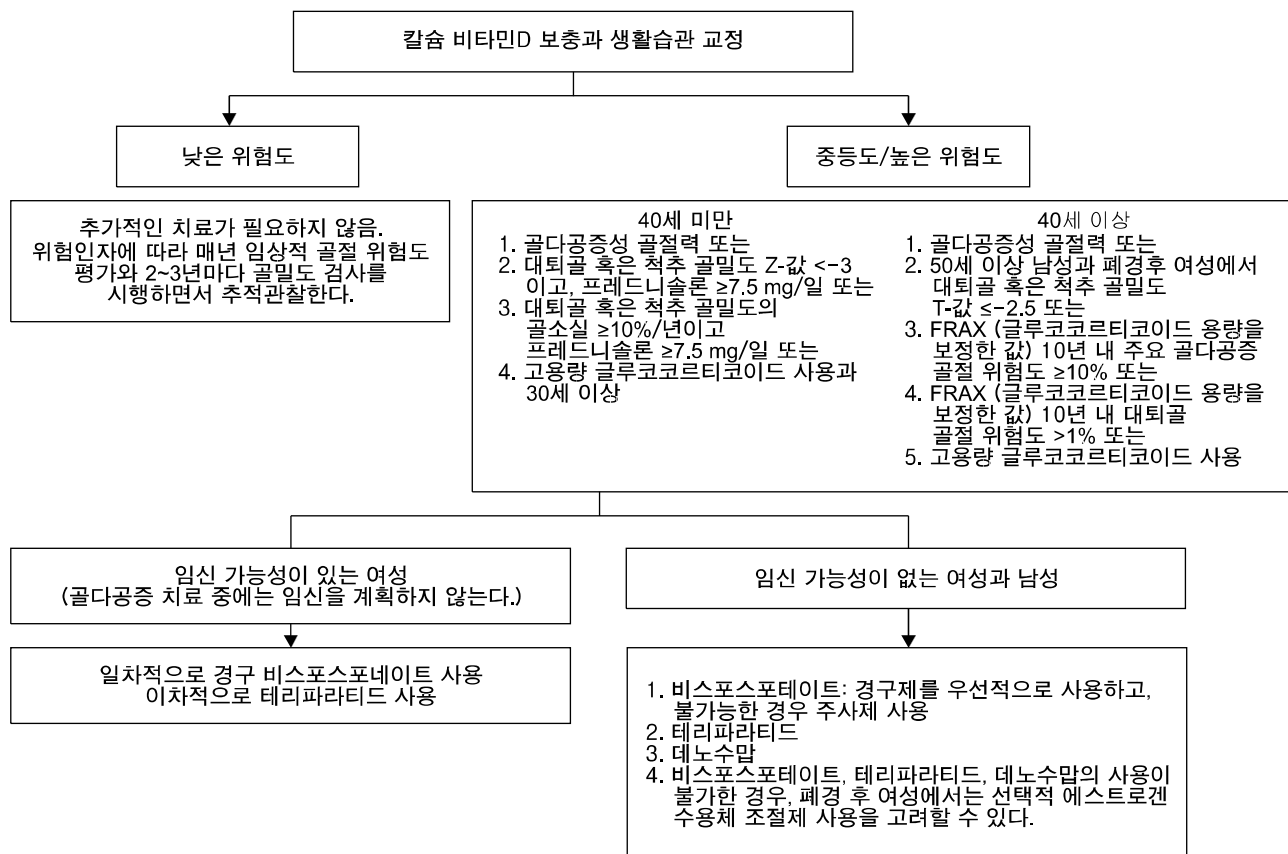 칼슘 비타민D 보충과 생활습관 교정
낮은 위험도
중등도/높은 위험도
추가적인 치료가 필요하지 않음.
위험인자에 따라 매년 임상적 골절 위험도
평가와 2~3년마다 골밀도 검사를
시행하면서 추적관찰한다.
40세 미만
1. 골다공증성 골절력 또는
2. 대퇴골 혹은 척추 골밀도 Z-값 <-3
이고, 프레드니솔론 ≥7.5 mg/일 또는
3. 대퇴골 혹은 척추 골밀도의
골소실 ≥10%/년이고
프레드니솔론 ≥7.5 mg/일 또는
4. 고용량 글루코코르티코이드 사용과
30세 이상
40세 이상
1. 골다공증성 골절력 또는
2. 50세 이상 남성과 폐경후 여성에서
대퇴골 혹은 척추 골밀도
T-값 ≤-2.5 또는
3. FRAX (글루코코르티코이드 용량을
보정한 값) 10년 내 주요 골다공증
골절 위험도 ≥10% 또는
4. FRAX (글루코코르티코이드 용량을
보정한 값) 10년 내 대퇴골
골절 위험도 >1% 또는
5. 고용량 글루코코르티코이드 사용
임신 가능성이 있는 여성
(골다공증 치료 중에는 임신을 계획하지 않는다.)
임신 가능성이 없는 여성과 남성
일차적으로 경구 비스포스포네이트 사용
이차적으로 테리파라티드 사용
1. 비스포스포테이트: 경구제를 우선적으로 사용하고,
불가능한 경우 주사제 사용
2. 테리파라티드
3. 데노수맙
4. 비스포스포테이트, 테리파라티드, 데노수맙의 사용이
불가한 경우, 폐경 후 여성에서는 선택적 에스트로겐
수용체 조절제 사용을 고려할 수 있다.